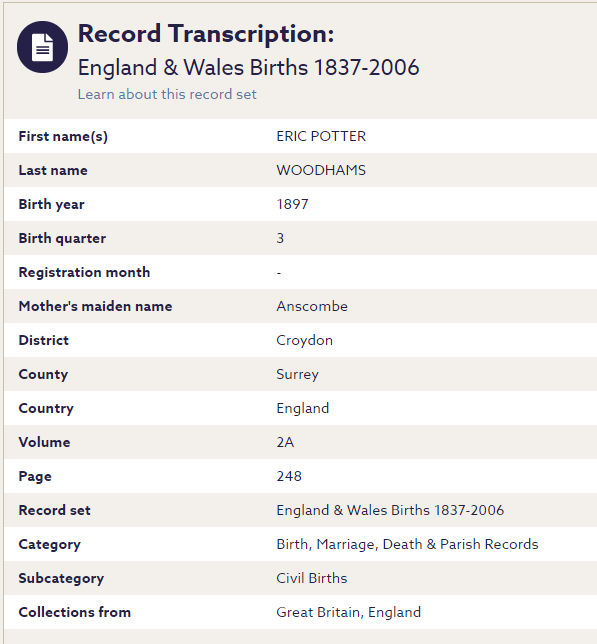 Record Transcription:
England & Wales Births 1837-2006
Learn about this record set
First name(s) ERIC POTTER
Last name WOODHAMS
Birth year 1897
Birth quarter 3
Registration month -
Mother's maiden name Anscombe
District Croydon
County Surrey
Country England
Volume 2A
Page 248
Record set England & Wales Births 1837-2006
Category Birth, Marriage, Death & Parish Records
Subcategory Civil Births
Collections from Great Britain, England